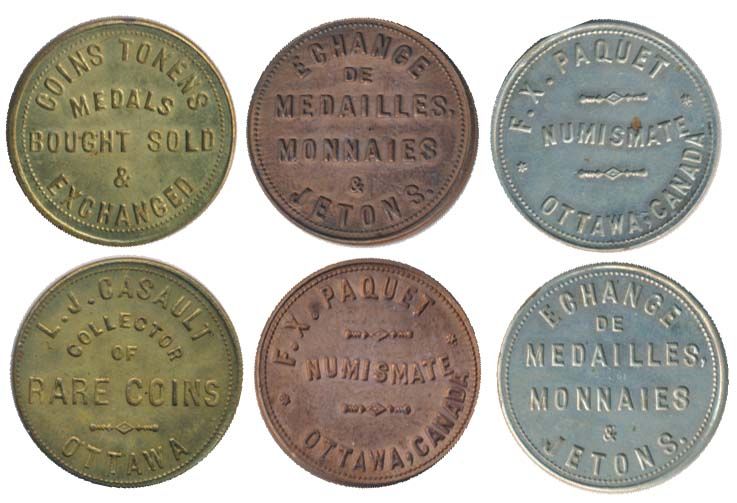 COINS TOKENS
MEDALS
BOUGHT SOLD
&
EXCHANGED
ECHANGE
DE
MEDAILLES,
MONNAIES
&
JETONS.
F. X. PAQUET
NUMISMATE
* OTTAWA, CANADA *
L. J. CASAULT
COLLECTOR
OF
RARE COINS
OTTAWA
F. X. PAQUET
NUMISMATE
* OTTAWA, CANADA *
ECHANGE
DE
MEDAILLES,
MONNAIES
&
JETONS.